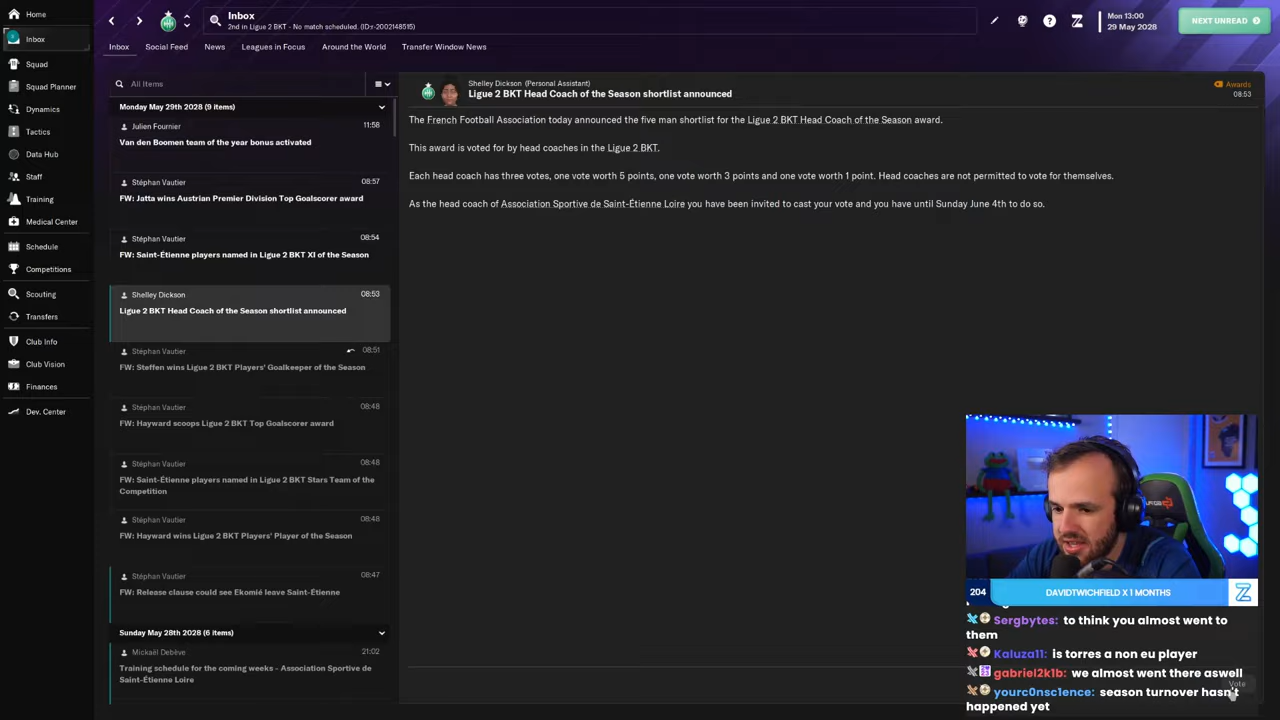 Home
Inbox
Squad
Squad Planner
Dynamics
Tactics
Data Hub
Staff
Training
Medical Center
Schedule
Competitions
Scouting
Transfers
Club Info
Club Vision
Finances
Dev. Center
Inbox
2nd in Ligue 2 BKT - No match scheduled. (ID:r-2002148515)
Mon 13:00
29 May 2028
NEXT UNREAD
Inbox Social Feed News Leagues in Focus Around the World Transfer Window News
All Items
Monday May 29th 2028 (9 items)
Julien Fournier 11:58
Van den Boomen team of the year bonus activated
Stéphan Vautier 08:57
FW: Jatta wins Austrian Premier Division Top Goalscorer award
Stéphan Vautier 08:54
FW: Saint-Étienne players named in Ligue 2 BKT XI of the Season
Shelley Dickson 08:53
Ligue 2 BKT Head Coach of the Season shortlist announced
Stéphan Vautier 08:51
FW: Steffen wins Ligue 2 BKT Players' Goalkeeper of the Season
Stéphan Vautier 08:48
FW: Hayward scoops Ligue 2 BKT Top Goalscorer award
Stéphan Vautier 08:48
FW: Saint-Étienne players named in Ligue 2 BKT Stars Team of the
Competition
Stéphan Vautier 08:48
FW: Hayward wins Ligue 2 BKT Players' Player of the Season
Stéphan Vautier 08:47
FW: Release clause could see Ekomié leave Saint-Étienne
Sunday May 28th 2028 (6 items)
Mickaël Debève 21:02
Training schedule for the coming weeks - Association Sportive de
Saint-Étienne Loire
Shelley Dickson (Personal Assistant)
Ligue 2 BKT Head Coach of the Season shortlist announced
Awards
08:53
The French Football Association today announced the five man shortlist for the Ligue 2 BKT Head Coach of the Season award.
This award is voted for by head coaches in the Ligue 2 BKT.
Each head coach has three votes, one vote worth 5 points, one vote worth 3 points and one vote worth 1 point. Head coaches are not permitted to vote for themselves.
As the head coach of Association Sportive de Saint-Étienne Loire you have been invited to cast your vote and you have until Sunday June 4th to do so.
204 DAVIDTWICHFIELD X 1 MONTHS
Sergbytes: to think you almost went to
them
Kaluza11: is torres a non eu player
gabriel2k1b: we almost went there aswell
Vote
yourc0nsc1ence: season turnover hasn't
happened yet